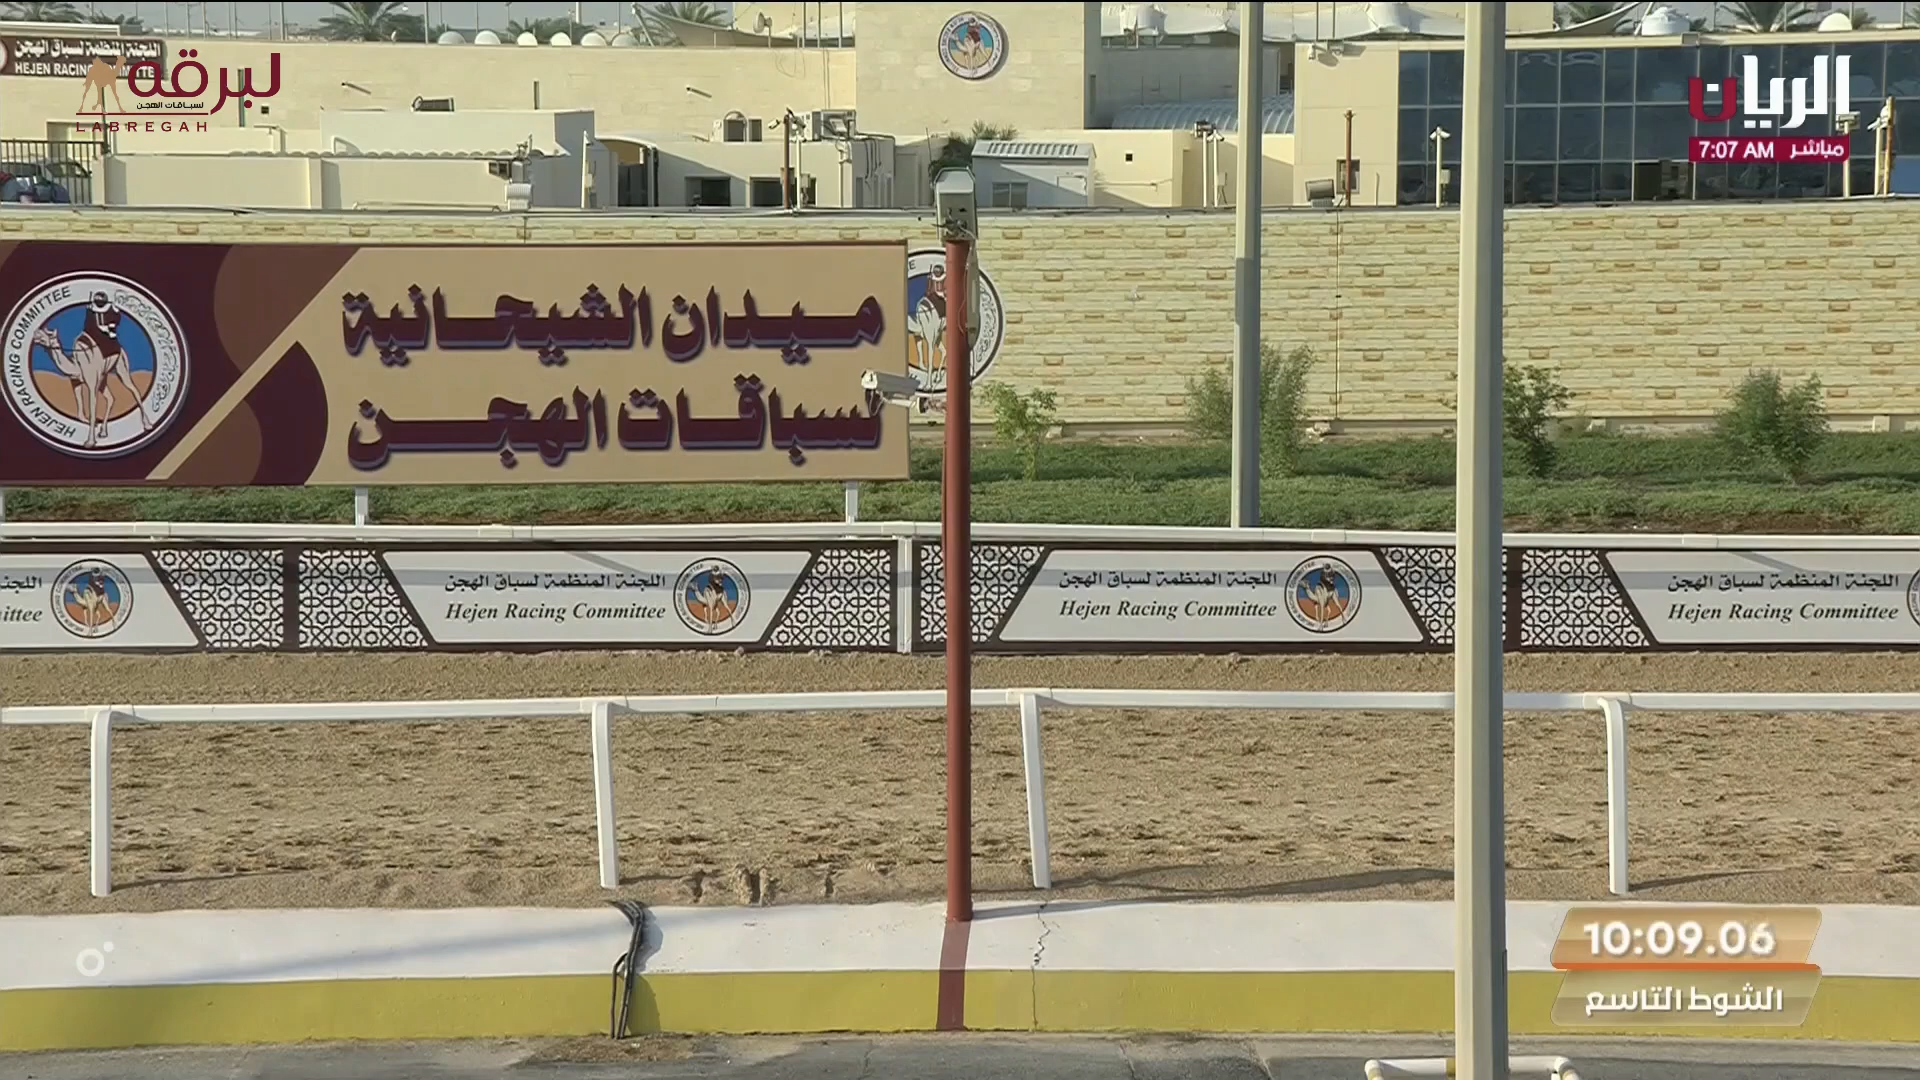 اللجنة المنظمة لسباق الهجن
HEJEN RACING COMMITTEE
لبرقه
لسباقات الهجن
LABREGAH
الريان
7:07 AM مباشر
HEJEN RACING COMMITTEE
ميدان الشيحانية
لسباقات الهجن
اللجنة المنظمة لسباق الهجن
Hejen Racing Committee
اللجنة المنظمة لسباق الهجن
Hejen Racing Committee
اللجنة المنظمة لسباق الهجن
Hejen Racing Committee
10:09.06
الشوط التاسع